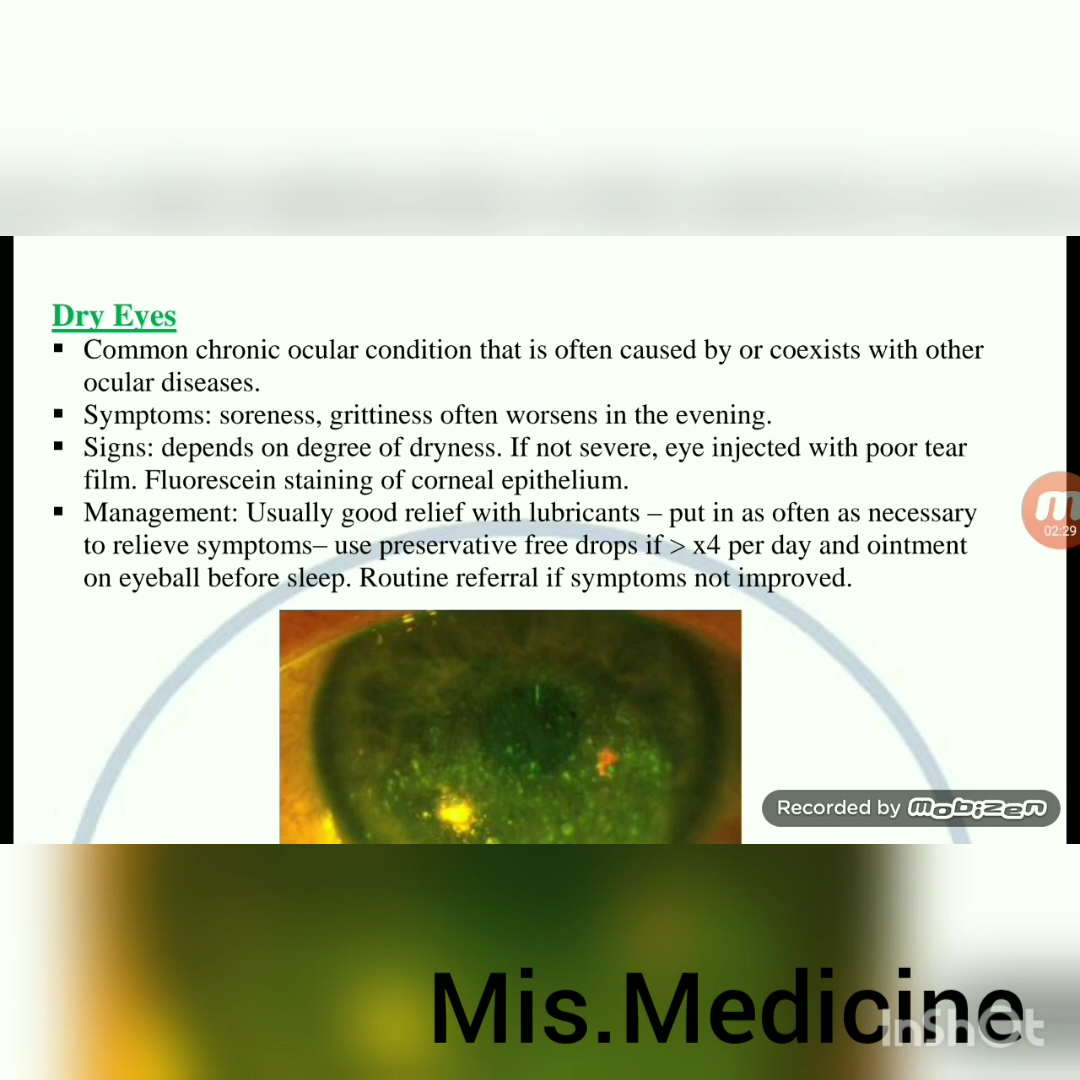 Dry Eyes
▪ Common chronic ocular condition that is often caused by or coexists with other
ocular diseases.
▪ Symptoms: soreness, grittiness often worsens in the evening.
▪ Signs: depends on degree of dryness. If not severe, eye injected with poor tear
film. Fluorescein staining of corneal epithelium.
▪ Management: Usually good relief with lubricants – put in as often as necessary
to relieve symptoms– use preservative free drops if > x4 per day and ointment
on eyeball before sleep. Routine referral if symptoms not improved.
m
02:29
Recorded by mobizen
Mis.Medicine
InShOt